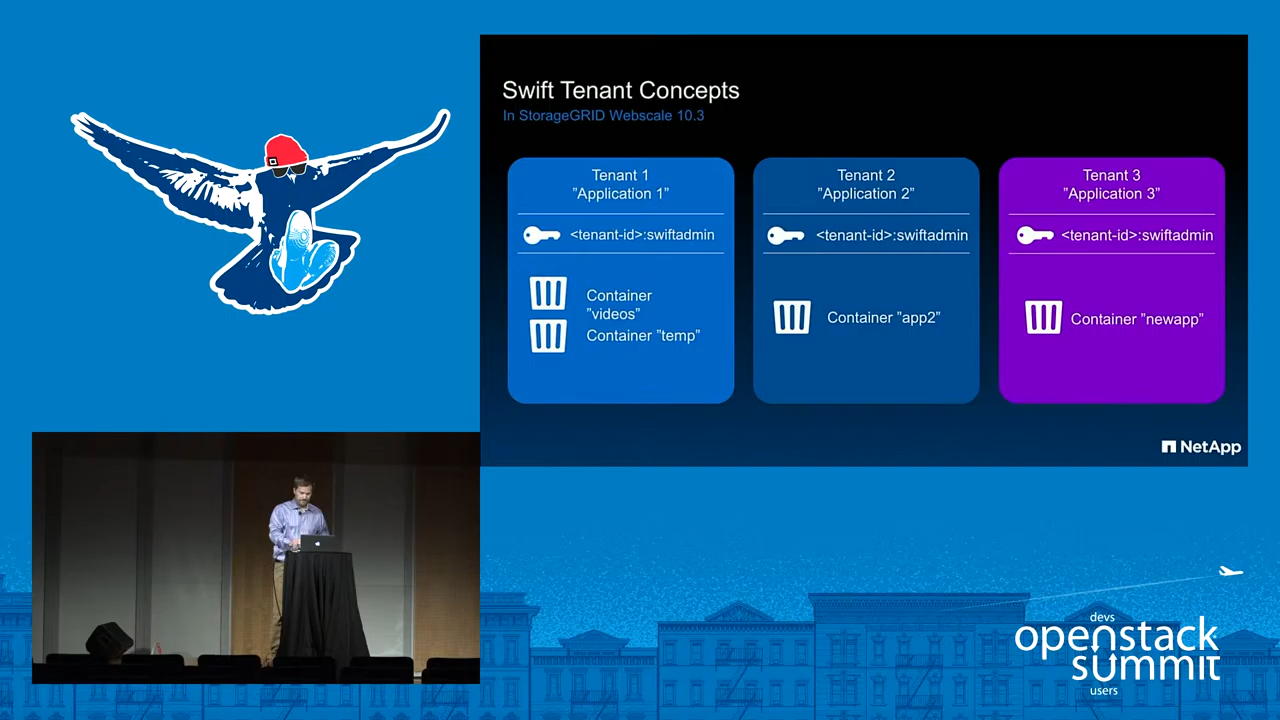 Swift Tenant Concepts
In StorageGRID Webscale 10.3
Tenant 1
”Application 1”
<tenant-id>:swiftadmin
Container
”videos”
Container ”temp”
Tenant 2
”Application 2”
<tenant-id>:swiftadmin
Container ”app2”
Tenant 3
”Application 3”
<tenant-id>:swiftadmin
Container ”newapp”
NetApp
devs
openstack
summit
users